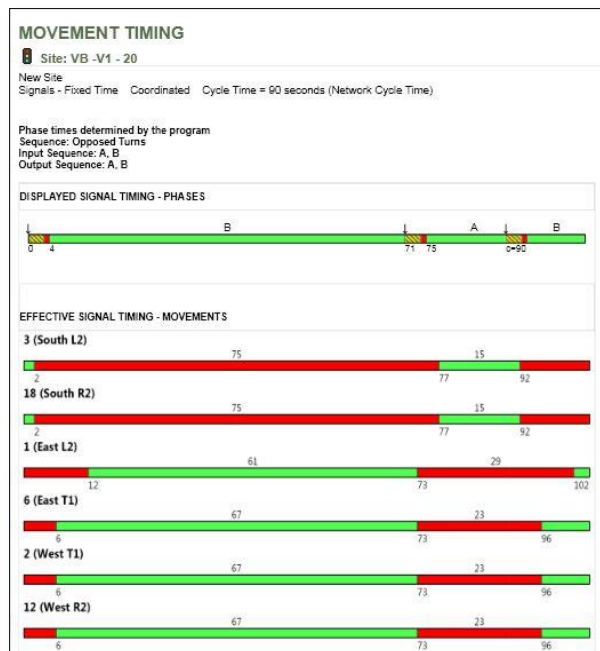 MOVEMENT TIMING
Site: VB -V1 - 20
New Site
Signals - Fixed Time Coordinated Cycle Time = 90 seconds (Network Cycle Time)
Phase times determined by the program
Sequence: Opposed Turns
Input Sequence: A, B
Output Sequence: A, B
DISPLAYED SIGNAL TIMING - PHASES
B A B
0 4 71 75 c=90
EFFECTIVE SIGNAL TIMING - MOVEMENTS
3 (South L2)
75 15
2 77 92
18 (South R2)
75 15
2 77 92
1 (East L2)
61 29
12 73 102
6 (East T1)
67 23
6 73 96
2 (West T1)
67 23
6 73 96
12 (West R2)
67 23
6 73 96